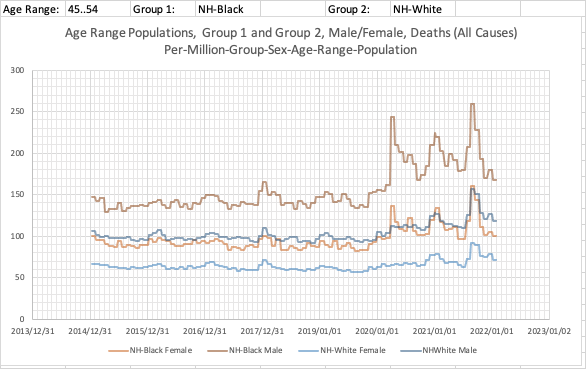 Age Range: 45..54 Group 1: NH-Black Group 2: NH-White
Age Range Populations, Group 1 and Group 2, Male/Female, Deaths (All Causes)
Per-Million-Group-Sex-Age-Range-Population
300
250
200
150
100
50
0
2013/12/31 2014/12/31 2015/12/31 2016/12/31 2017/12/31 2019/01/01 2020/01/01 2021/01/01 2022/01/01 2023/01/02
NH-Black Female NH-Black Male NH-White Female NHWhite Male